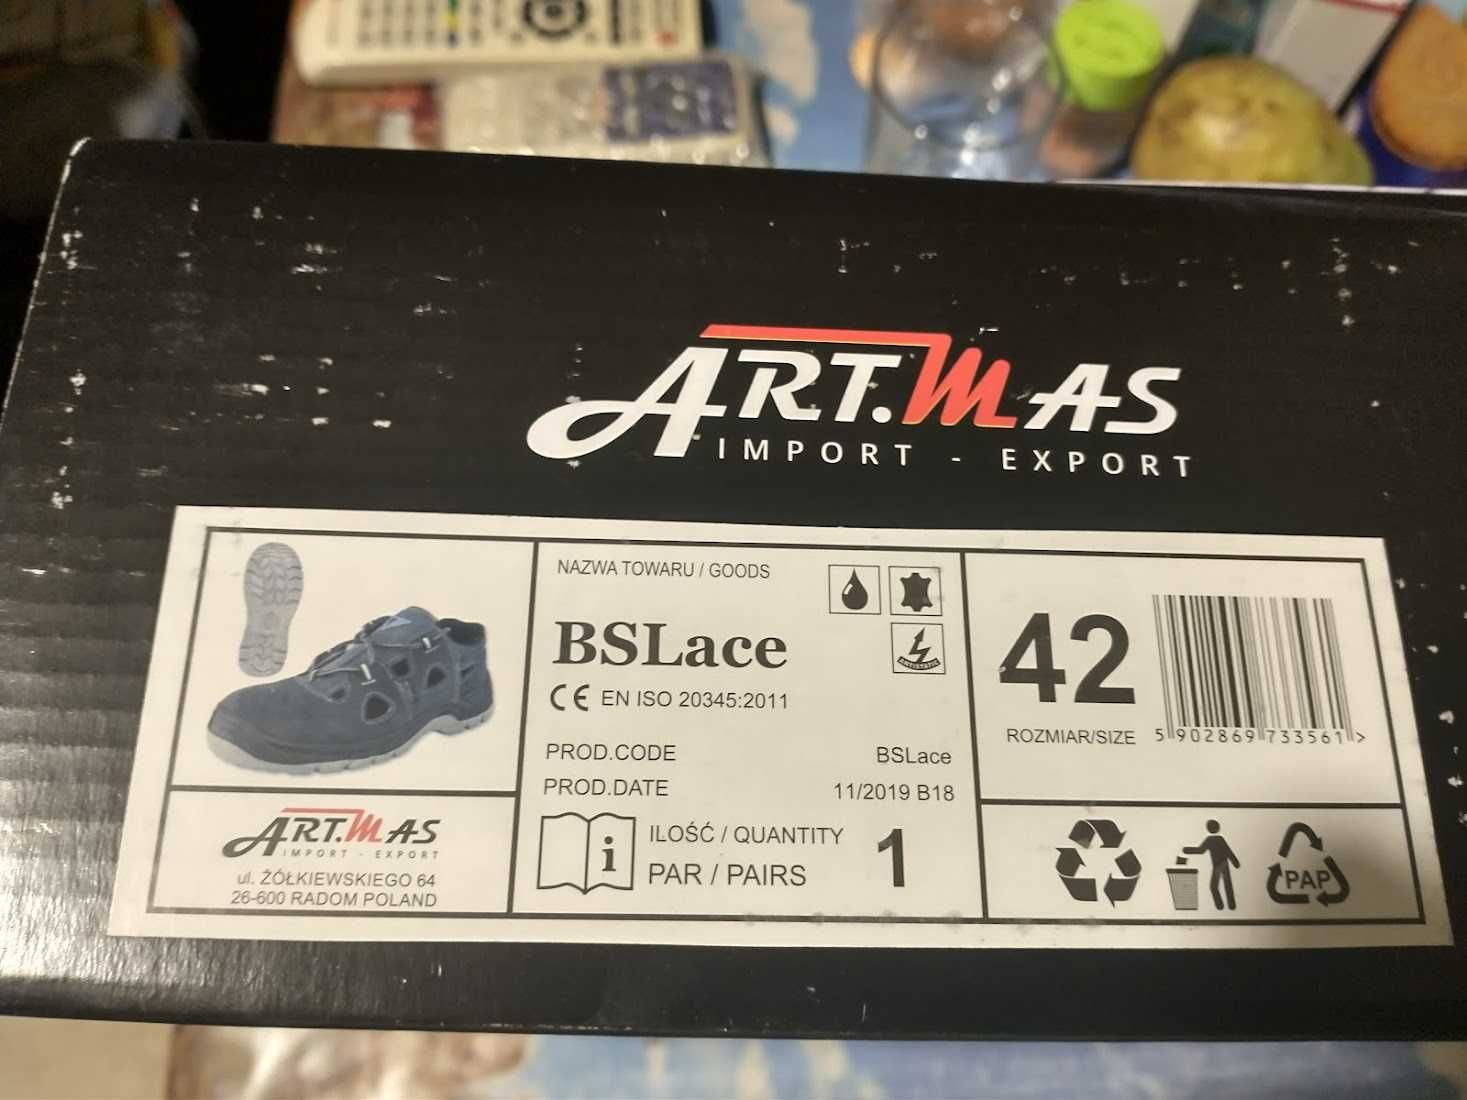 ART.MAS
IMPORT - EXPORT
NAZWA TOWARU / GOODS
BSLace
CE EN ISO 20345:2011
ANTISTATIC
PROD.CODE BSLace
PROD.DATE 11/2019 B18
i
ILOŚĆ / QUANTITY
PAR / PAIRS
1
42
ROZMIAR/SIZE
5 902869 733561 >
PAP
ART.MAS
IMPORT - EXPORT
ul. ŻÓŁKIEWSKIEGO 64
26-600 RADOM POLAND